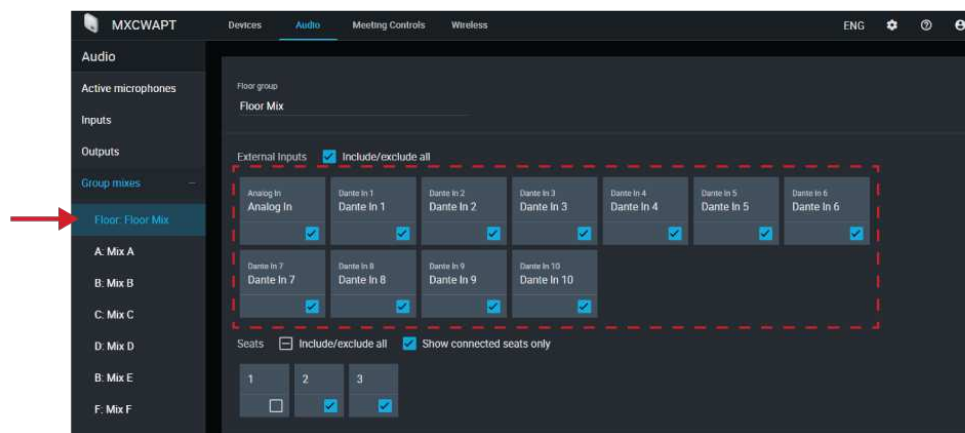 MXCWAPT
Devices Audio Meeting Controls Wireless ENG
Audio
Active microphones
Inputs
Outputs
Group mixes
Floor: Floor Mix
A: Mix A
B: Mix B
C: Mix C
D: Mix D
B: Mix E
F: Mix F
Floor group
Floor Mix
External Inputs Include/exclude all
Analog In Dante In 1 Dante In 2 Dante In 3 Dante In 4 Dante In 5 Dante In 6
Analog In Dante In 1 Dante In 2 Dante In 3 Dante In 4 Dante In 5 Dante In 6
Dante In 7 Dante In 8 Dante In 9 Dante In 10
Dante In 7 Dante In 8 Dante In 9 Dante In 10
Seats Include/exclude all Show connected seats only
1 2 3